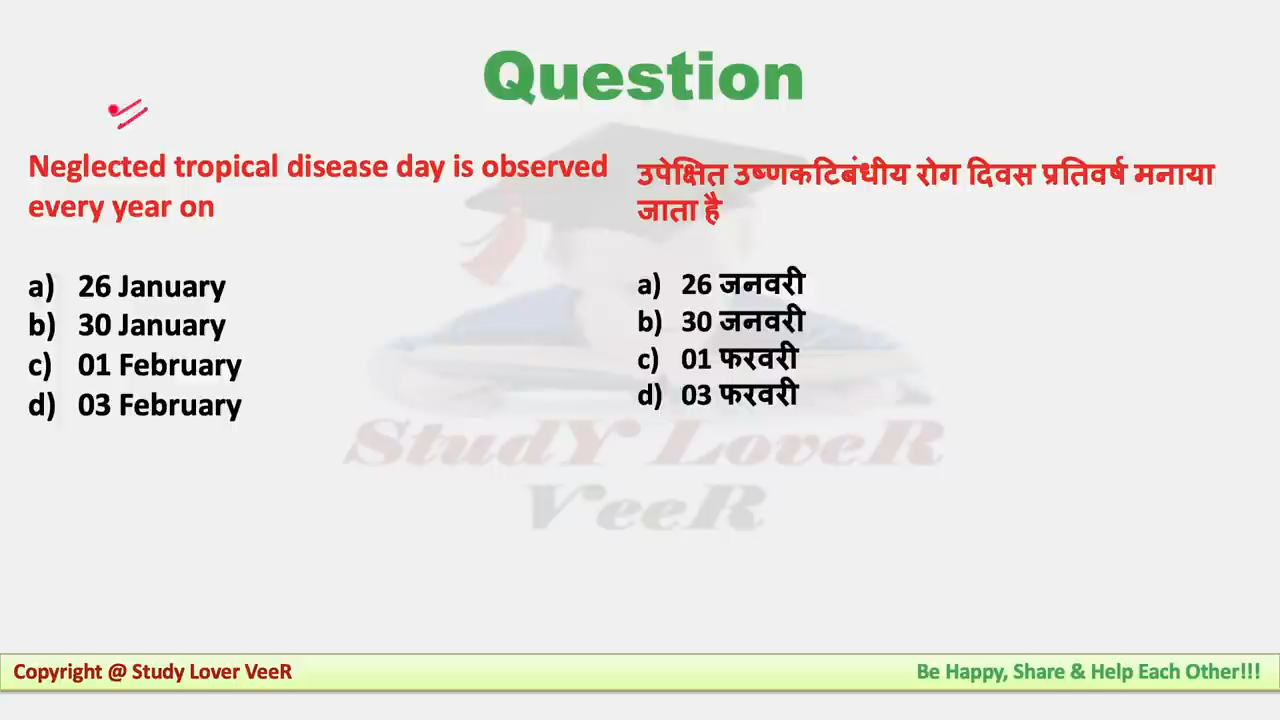 Question
Neglected tropical disease day is observed
every year on
a) 26 January
b) 30 January
c) 01 February
d) 03 February
उपेक्षित उष्णकटिबंधीय रोग दिवस प्रतिवर्ष मनाया
जाता है
a) 26 जनवरी
b) 30 जनवरी
c) 01 फरवरी
d) 03 फरवरी
StudY LoveR
VeeR
Copyright @ Study Lover VeeR
Be Happy, Share & Help Each Other!!!